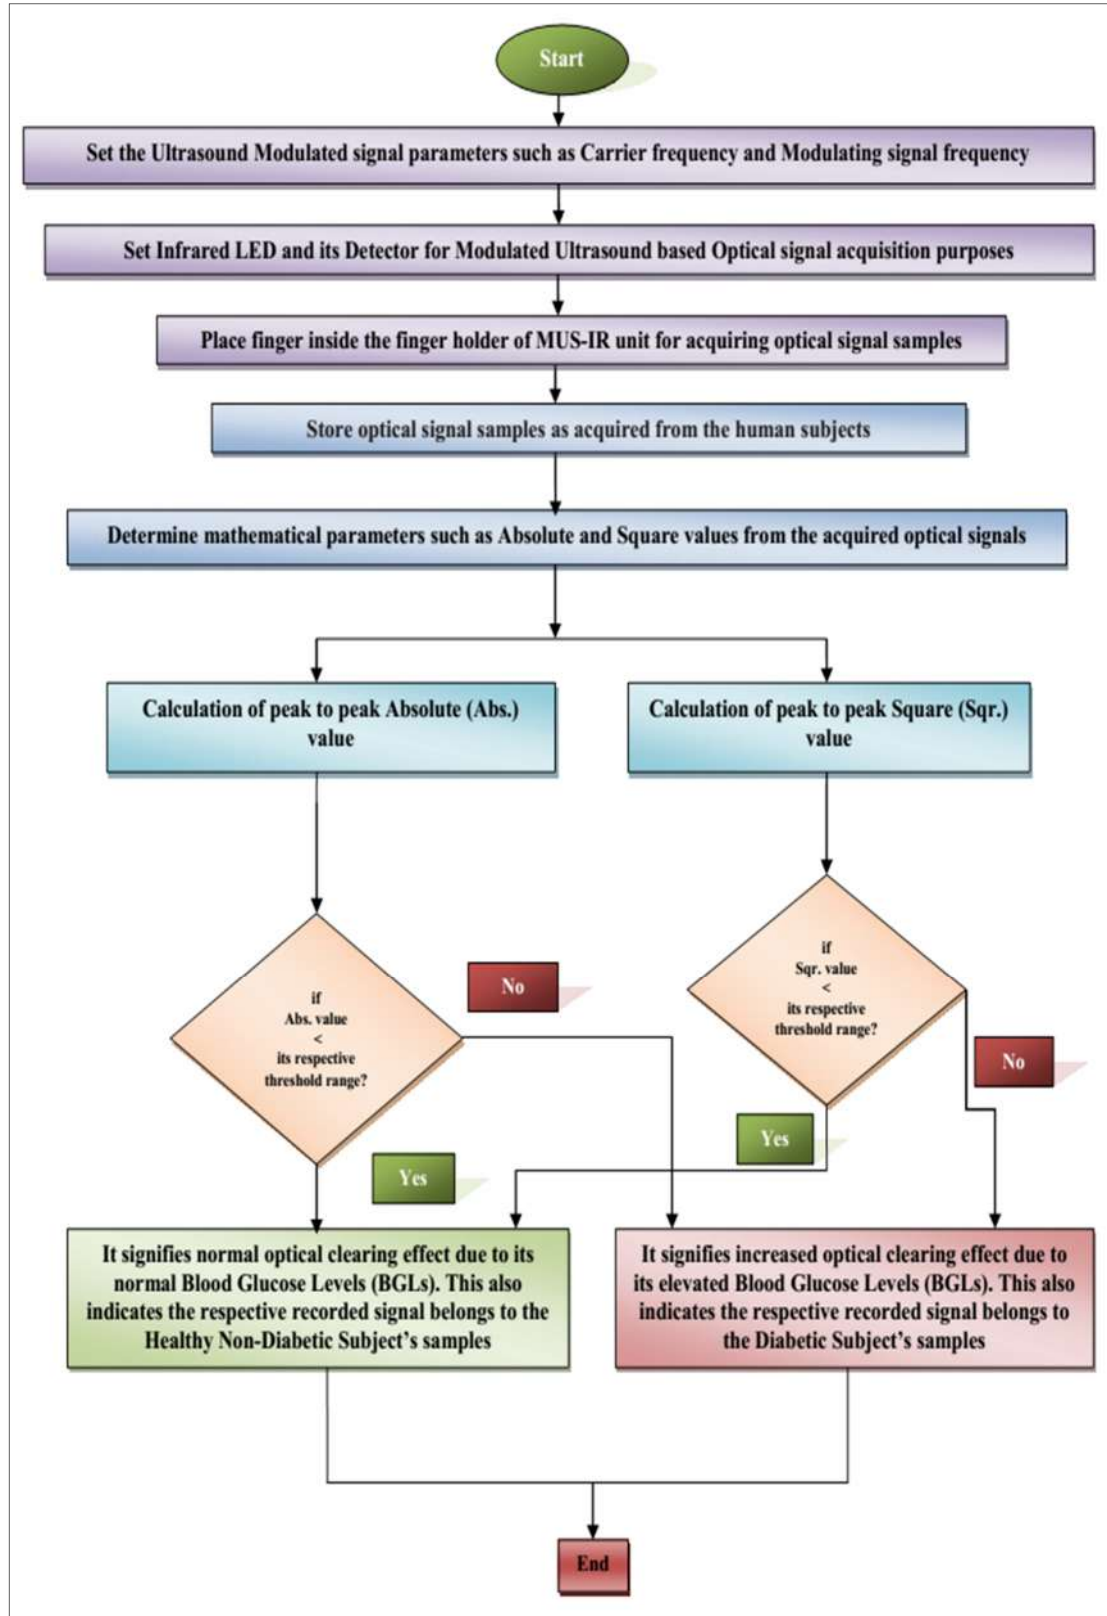 Start
Set the Ultrasound Modulated signal parameters such as Carrier frequency and Modulating signal frequency
Set Infrared LED and its Detector for Modulated Ultrasound based Optical signal acquisition purposes
Place finger inside the finger holder of MUS-IR unit for acquiring optical signal samples
Store optical signal samples as acquired from the human subjects
Determine mathematical parameters such as Absolute and Square values from the acquired optical signals
Calculation of peak to peak Absolute (Abs.)
value
Calculation of peak to peak Square (Sqr.)
value
if
Abs. value
<
its respective
threshold range?
No
Yes
if
Sqr. value
<
its respective
threshold range?
No
Yes
It signifies normal optical clearing effect due to its
normal Blood Glucose Levels (BGLs). This also
indicates the respective recorded signal belongs to the
Healthy Non-Diabetic Subject's samples
It signifies increased optical clearing effect due to
its elevated Blood Glucose Levels (BGLs). This also
indicates the respective recorded signal belongs to
the Diabetic Subject's samples
End